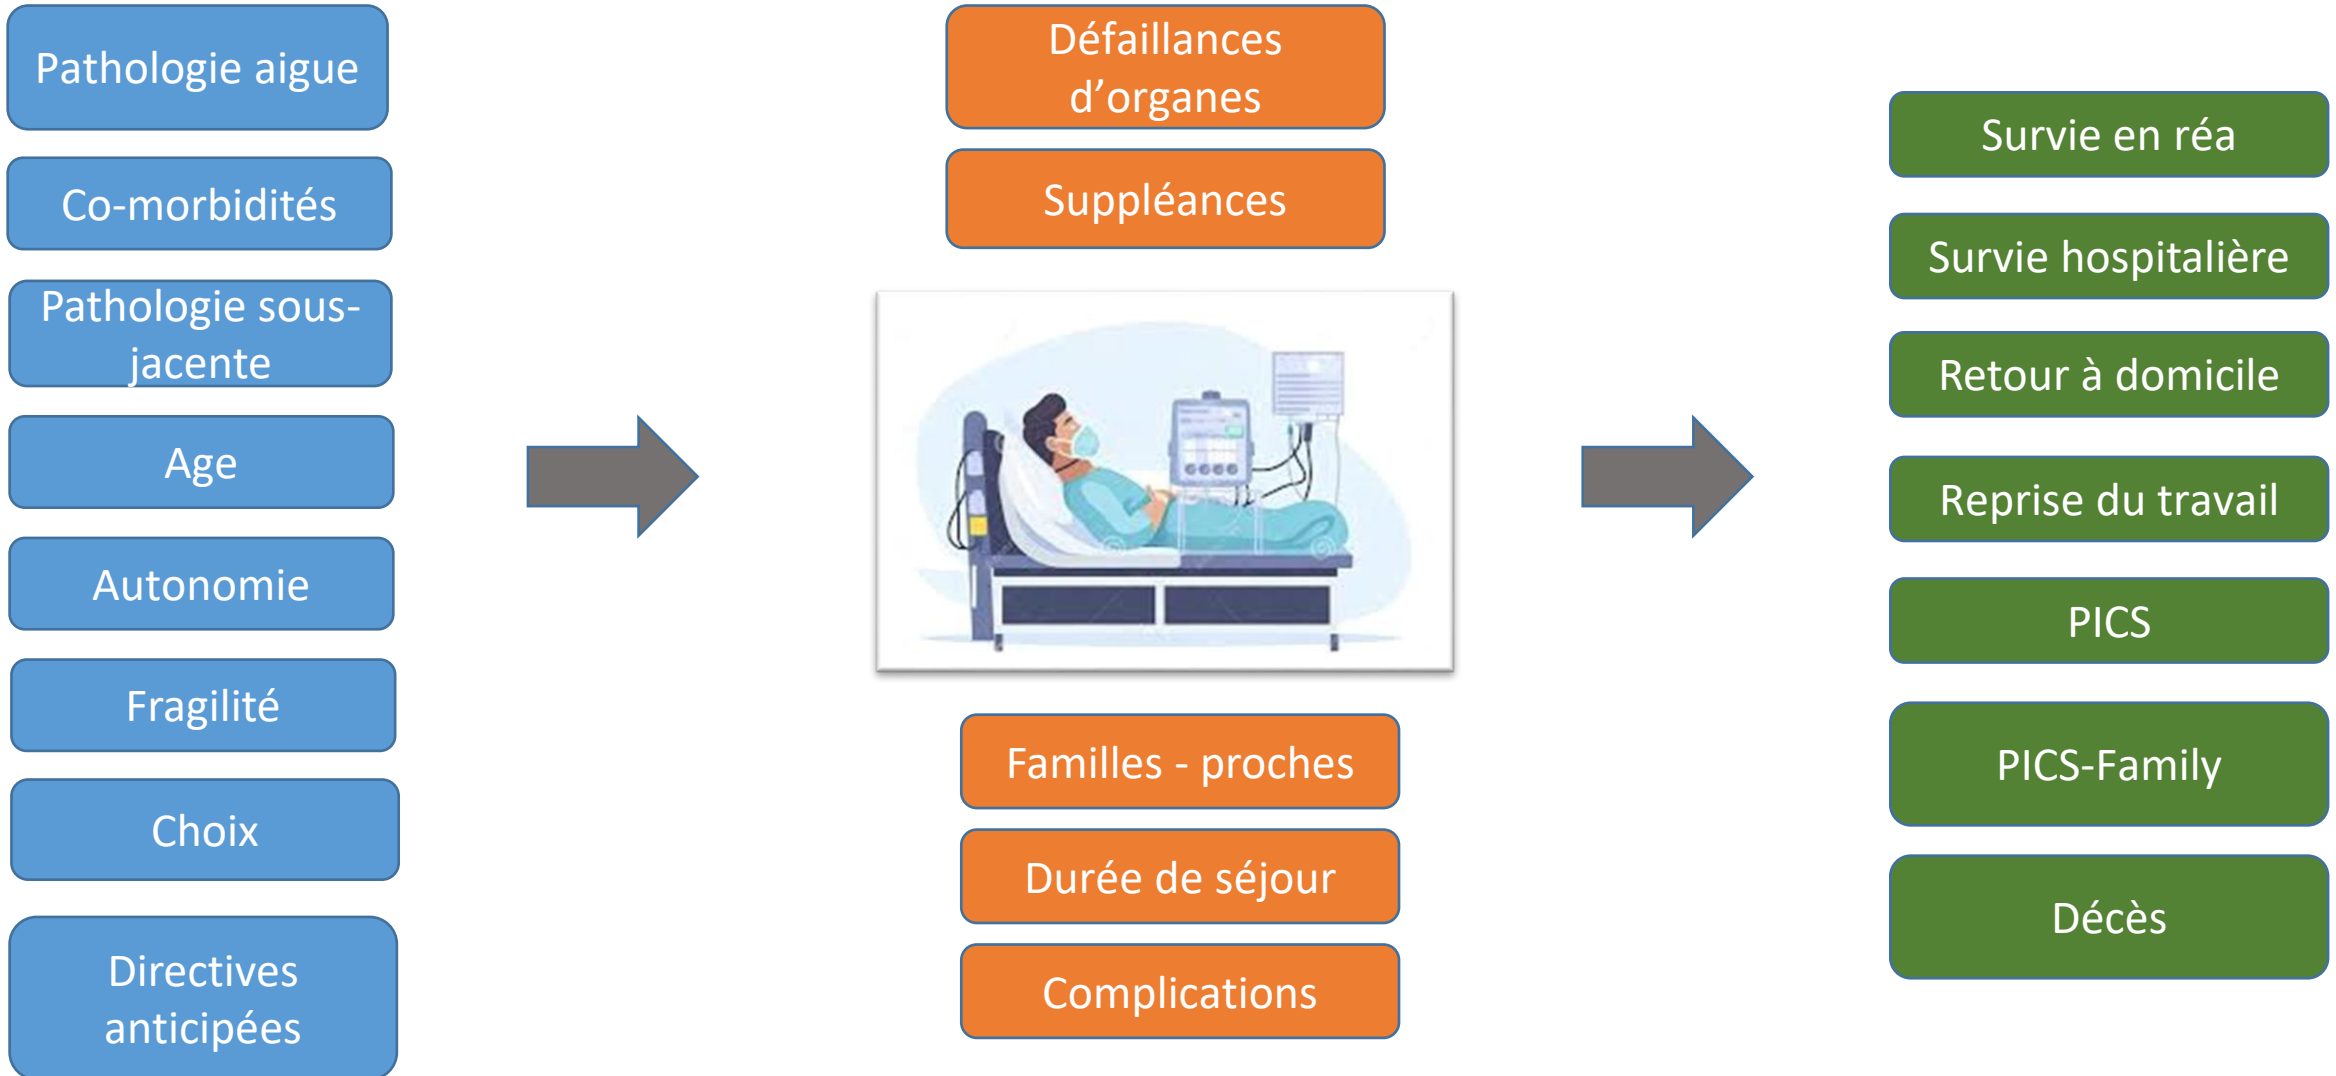 Pathologie aigue
Co-morbidités
Pathologie sous-
jacente
Age
Autonomie
Fragilité
Choix
Directives
anticipées
Défaillances
d’organes
Suppléances
Familles - proches
Durée de séjour
Complications
Survie en réa
Survie hospitalière
Retour à domicile
Reprise du travail
PICS
PICS-Family
Décès